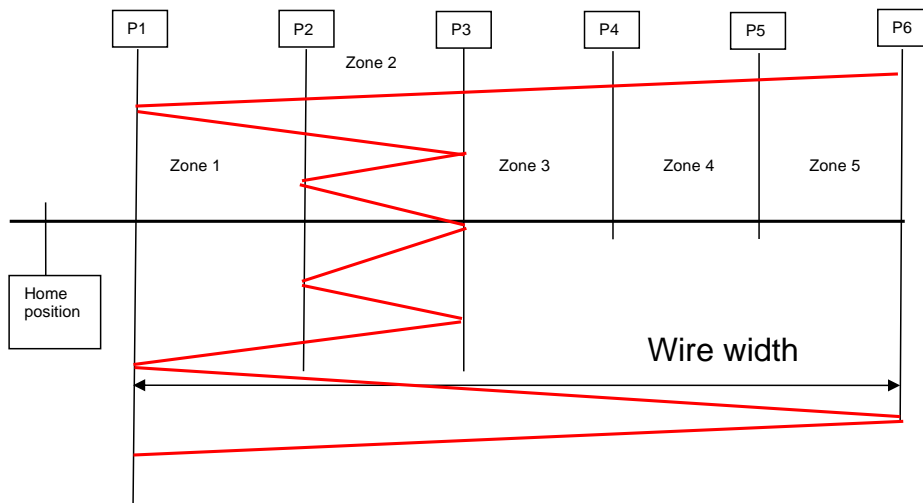 P1
P2
P3
P4
P5
P6
Zone 2
Zone 1
Zone 3
Zone 4
Zone 5
Home
position
Wire width